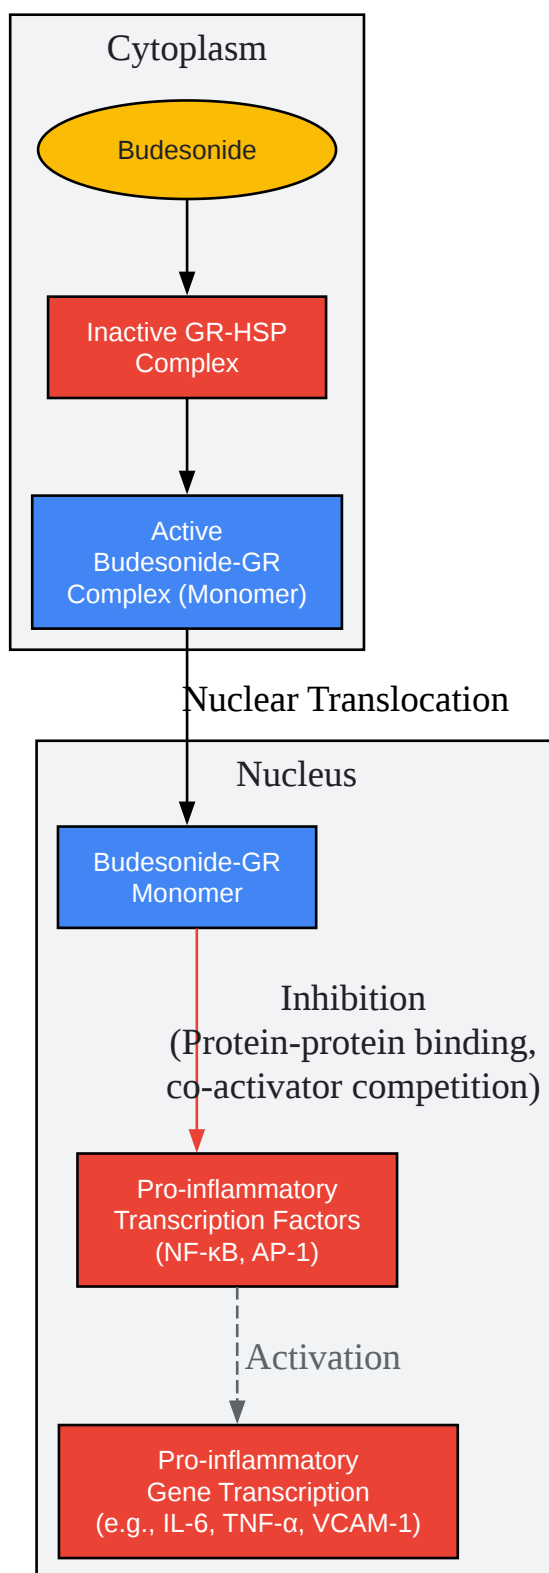 Cytoplasm
Budesonide
Inactive GR-HSP
Complex
Active
Budesonide-GR
Complex (Monomer)
Nuclear Translocation
Nucleus
Budesonide-GR
Monomer
Inhibition
(Protein-protein binding,
co-activator competition)
Pro-inflammatory
Transcription Factors
(NF-κB, AP-1)
Activation
Pro-inflammatory
Gene Transcription
(e.g., IL-6, TNF-α, VCAM-1)